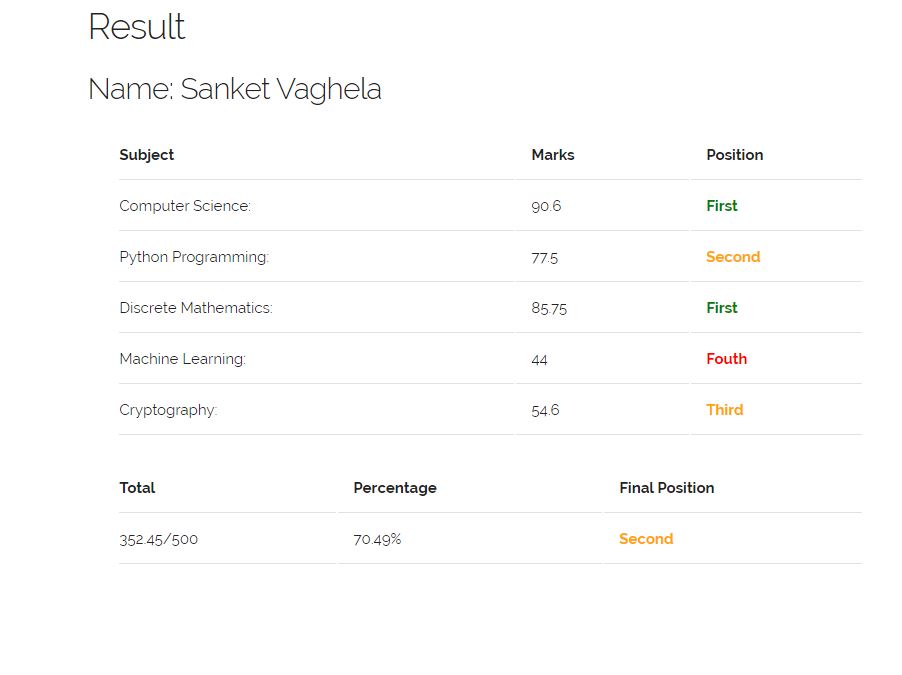 Result
Name: Sanket Vaghela
Subject Marks Position
Computer Science: 90.6 First
Python Programming: 77.5 Second
Discrete Mathematics: 85.75 First
Machine Learning: 44 Fouth
Cryptography: 54.6 Third
Total Percentage Final Position
352.45/500 70.49% Second